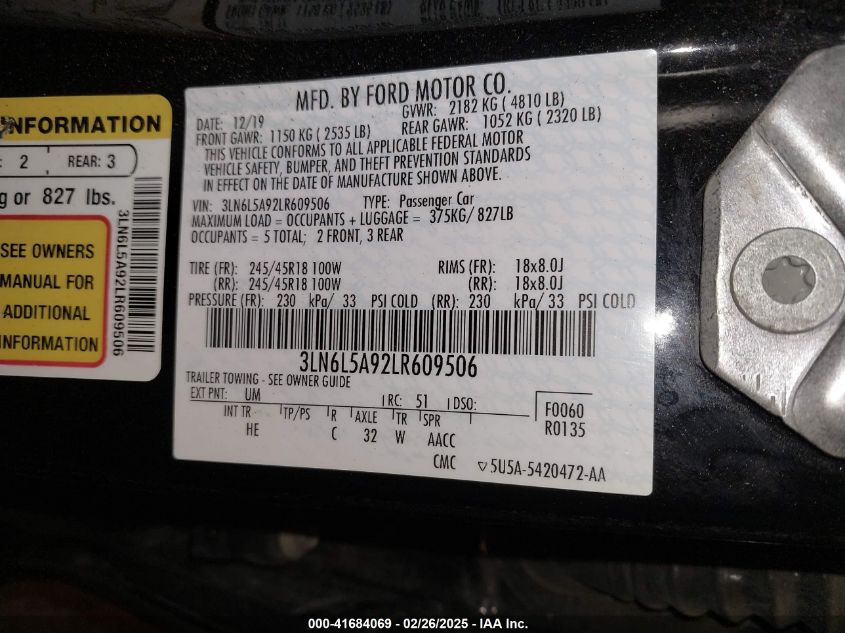 MFD. BY FORD MOTOR CO.
DATE: 12/19
GVWR: 2182 KG ( 4810 LB)
FRONT GAWR: 1150 KG ( 2535 LB)
REAR GAWR: 1052 KG ( 2320 LB)
THIS VEHICLE CONFORMS TO ALL APPLICABLE FEDERAL MOTOR
VEHICLE SAFETY, BUMPER, AND THEFT PREVENTION STANDARDS
IN EFFECT ON THE DATE OF MANUFACTURE SHOWN ABOVE.
VIN: 3LN6L5A92LR609506 TYPE: Passenger Car
MAXIMUM LOAD = OCCUPANTS + LUGGAGE = 375KG/ 827LB
OCCUPANTS = 5 TOTAL; 2 FRONT, 3 REAR
TIRE (FR): 245/45R18 100W RIMS (FR): 18x8.0J
(RR): 245/45R18 100W (RR): 18x8.0J
PRESSURE (FR): 230 kPa/ 33 PSI COLD (RR): 230 kPa/ 33 PSI COLD
3LN6L5A92LR609506
TRAILER TOWING - SEE OWNER GUIDE
EXT PNT: UM RC: 51 DSO:
F0060
R0135
INT TR TP/PS R AXLE TR SPR
HE C 32 W AACC
CMC 5U5A-5420472-AA
INFORMATION
: 2 REAR: 3
g or 827 lbs.
SEE OWNERS
MANUAL FOR
ADDITIONAL
INFORMATION
3LN6L5A92LR609506
000-41684069 - 02/26/2025 - IAA Inc.